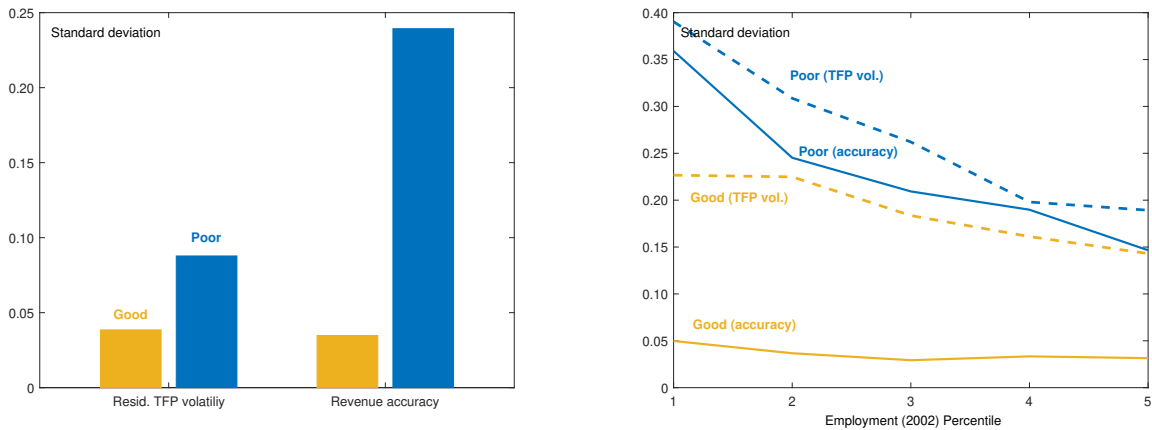 0.25
Standard deviation
0.20
0.15
0.10
0.05
0
Poor
Good
Resid. TFP volatiliy
Revenue accuracy
0.40
Standard deviation
0.35
0.30
0.25
0.20
0.15
0.10
0.05
0
Poor (TFP vol.)
Poor (accuracy)
Good (TFP vol.)
Good (accuracy)
1 2 3 4 5
Employment (2002) Percentile